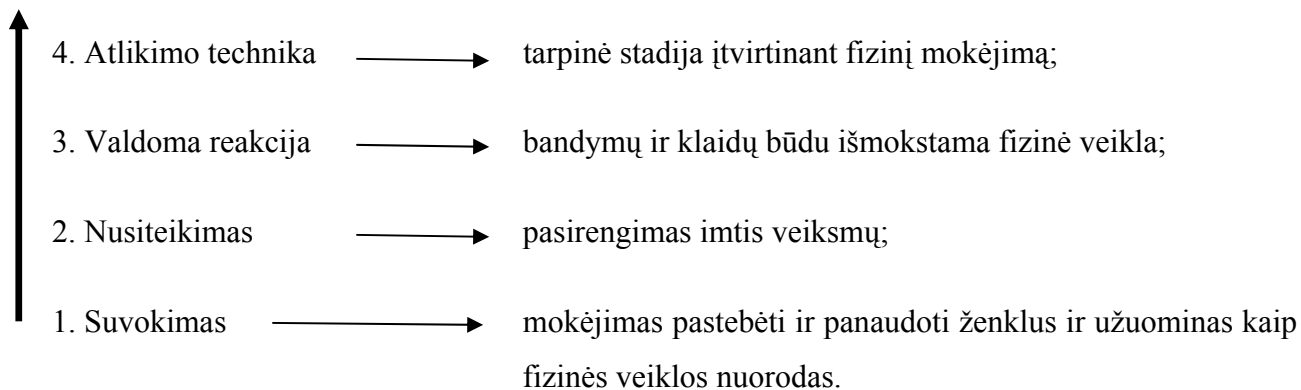 4. Atlikimo technika tarpinė stadija įtvirtinant fizinį mokėjimą;
3. Valdoma reakcija bandymų ir klaidų būdu išmokstama fizinė veikla;
2. Nusiteikimas pasirengimas imtis veiksmų;
1. Suvokimas mokėjimas pastebėti ir panaudoti ženklus ir užuominas kaip
fizinės veiklos nuorodas.